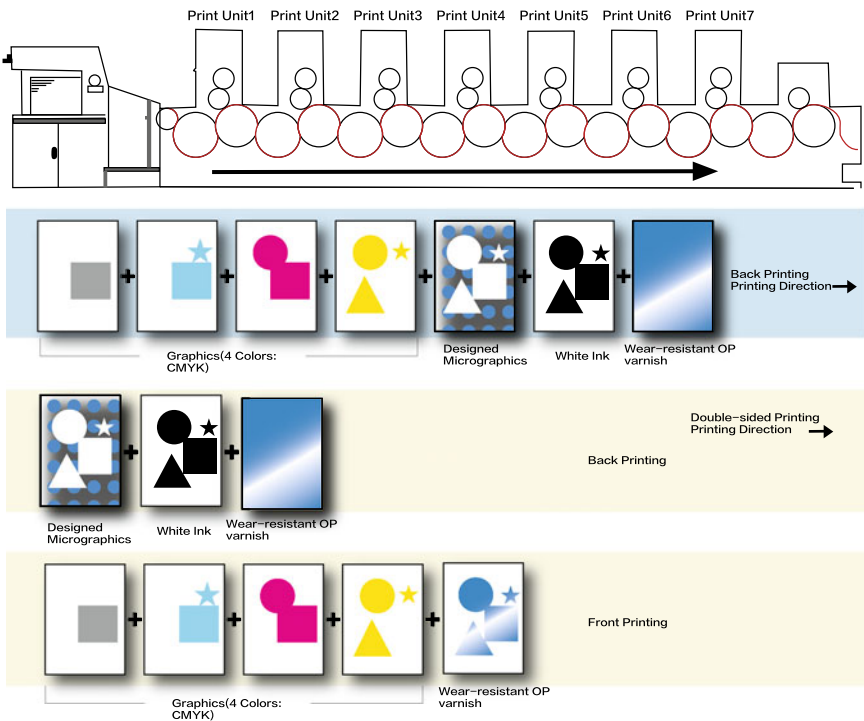 Print Unit1 Print Unit2 Print Unit3 Print Unit4 Print Unit5 Print Unit6 Print Unit7
Back Printing
Printing Direction
Graphics(4 Colors:
CMYK)
Designed
Micrographics
White Ink
Wear-resistant OP
varnish
Double-sided Printing
Printing Direction
Back Printing
Designed
Micrographics
White Ink
Wear-resistant OP
varnish
Front Printing
Graphics(4 Colors:
CMYK)
Wear-resistant OP
varnish